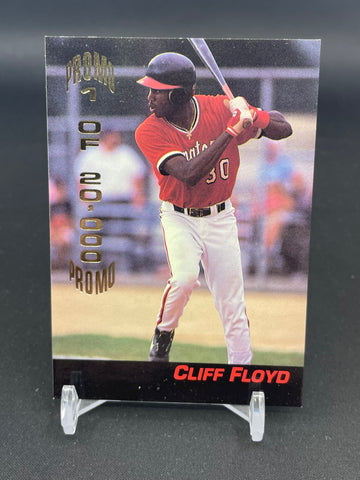 PROMO
1
OF
20,000
PROMO
30
CLIFF FLOYD